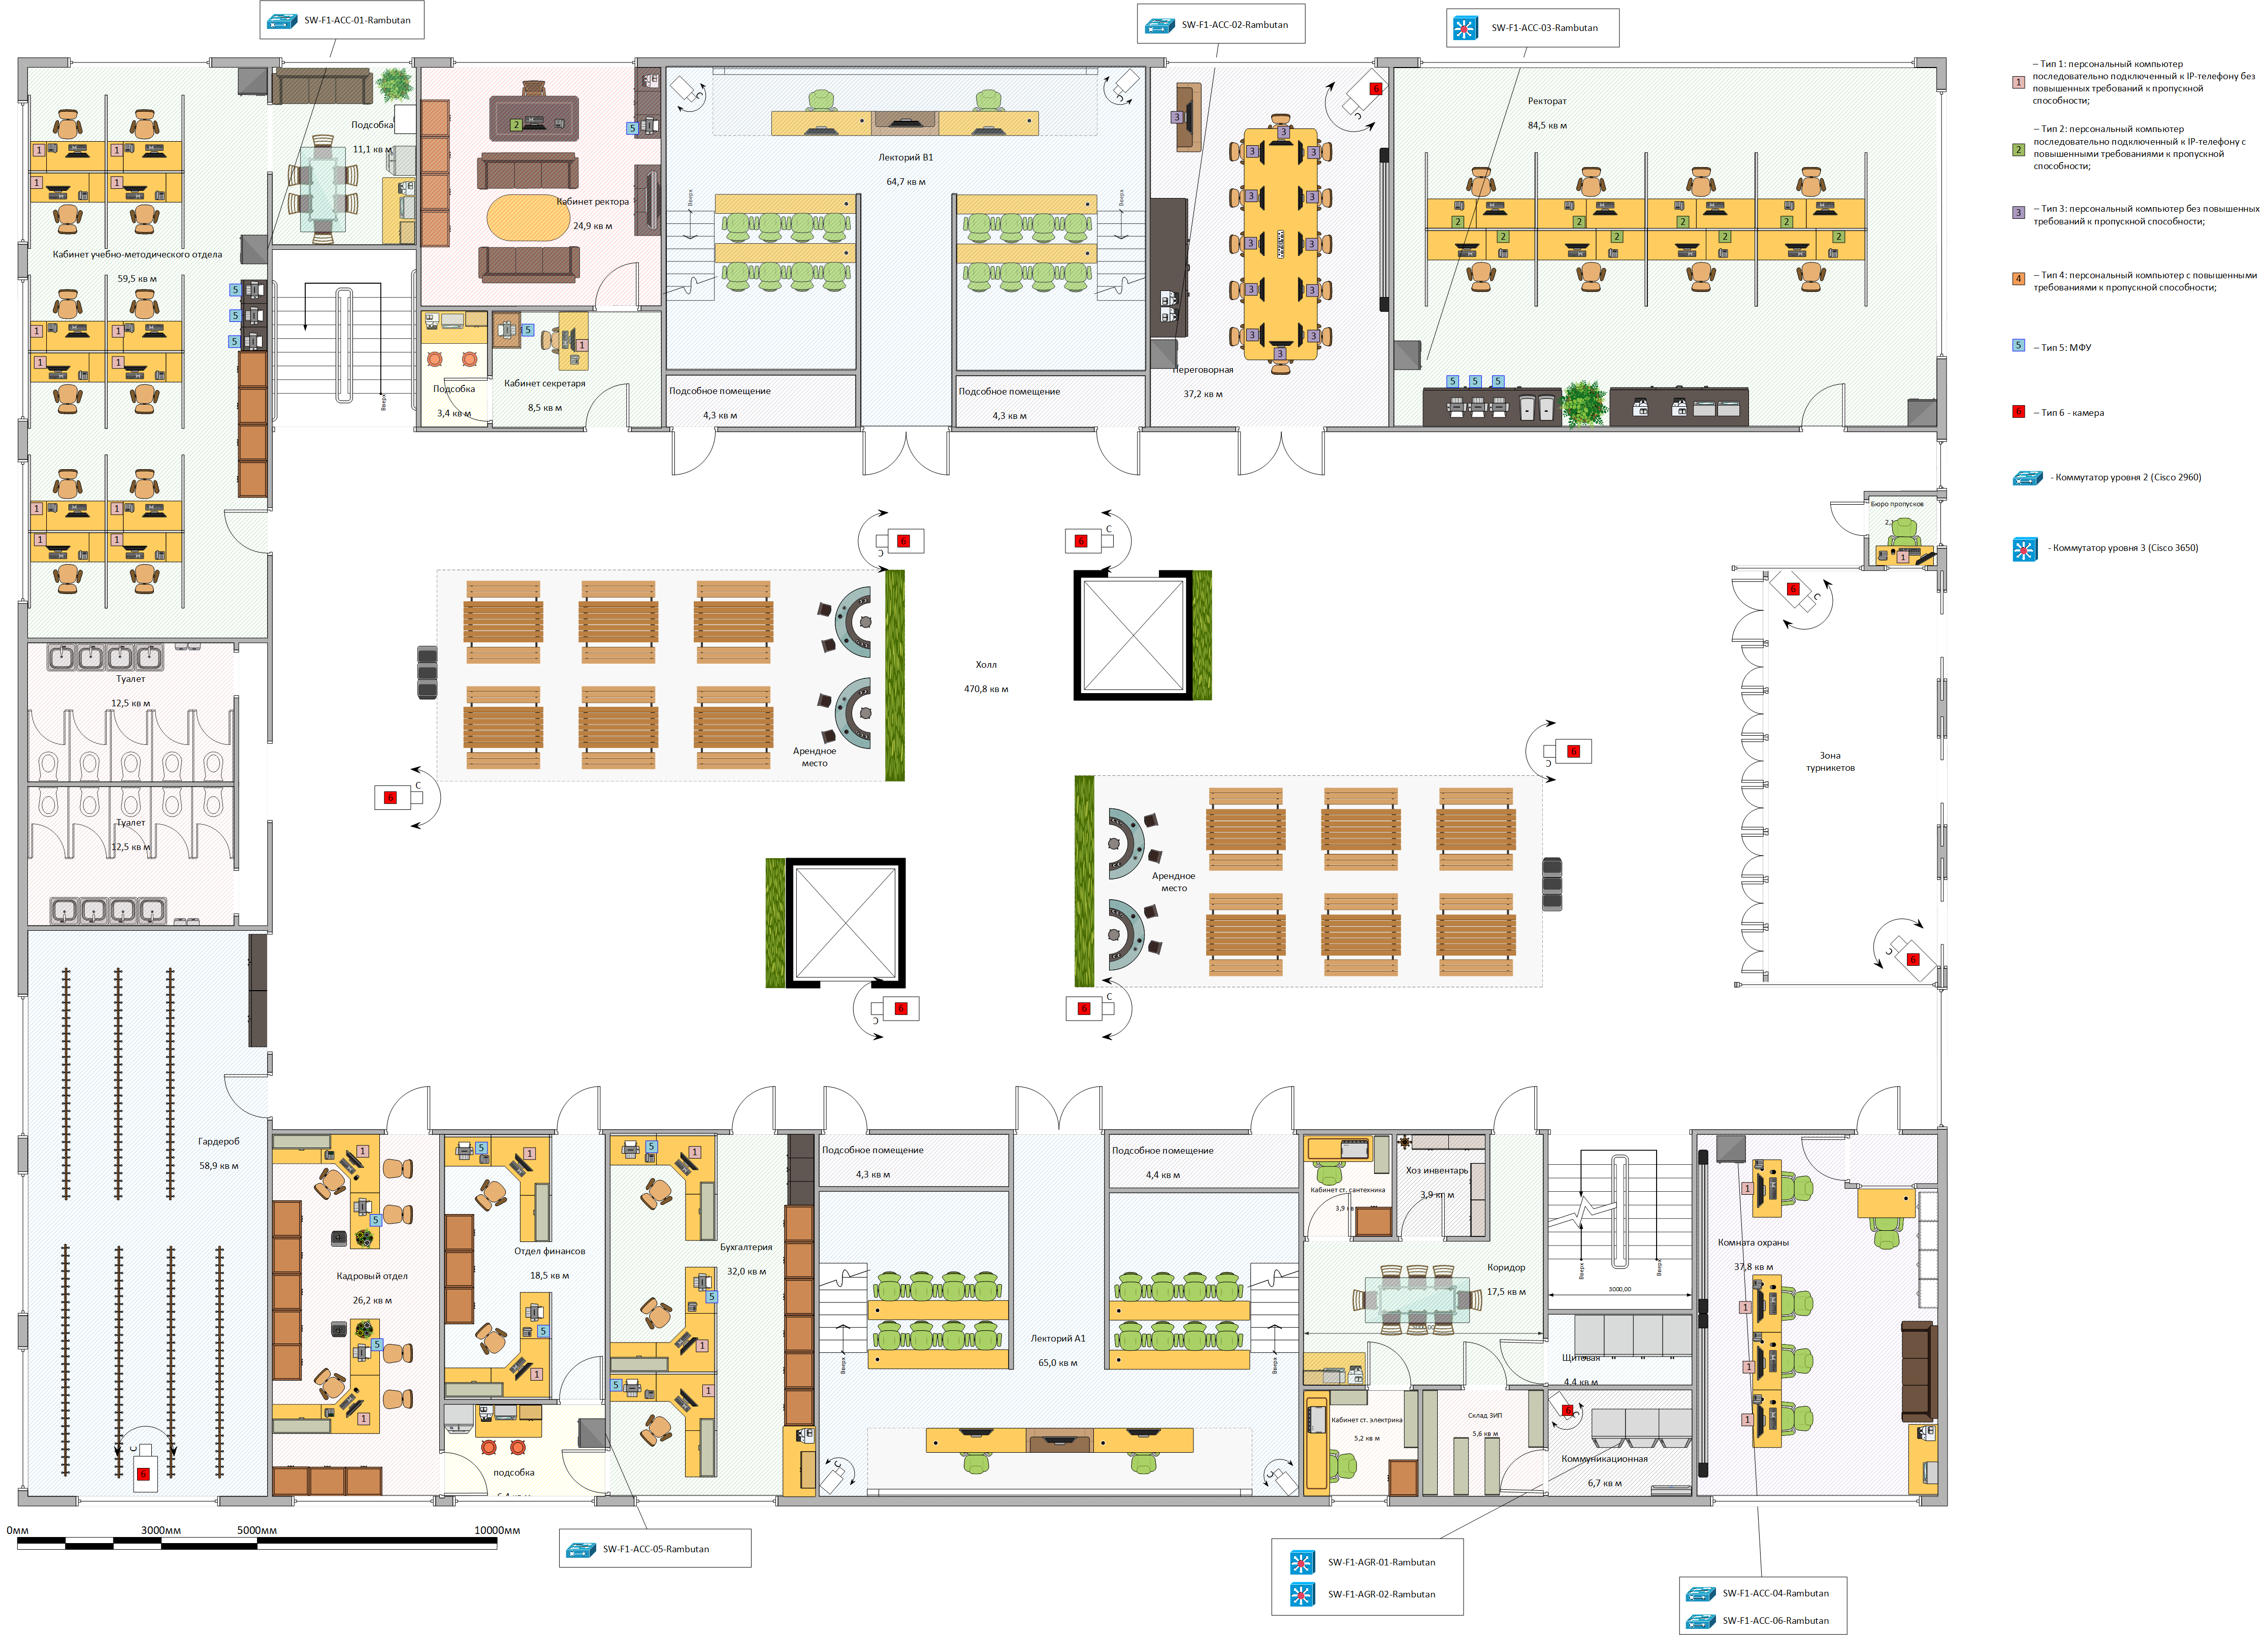 SW-F1-ACC-01-Rambutan
SW-F1-ACC-02-Rambutan
SW-F1-ACC-03-Rambutan
– Тип 1: персональный компьютер
последовательно подключенный к IP-телефону без
повышенных требований к пропускной
способности;
1
– Тип 2: персональный компьютер
последовательно подключенный к IP-телефону с
повышенными требованиями к пропускной
способности;
2
– Тип 3: персональный компьютер без повышенных
требований к пропускной способности;
3
– Тип 4: персональный компьютер с повышенными
требованиями к пропускной способности;
4
5
– Тип 5: МФУ
6
– Тип 6 - камера
- Коммутатор уровня 2 (Cisco 2960)
- Коммутатор уровня 3 (Cisco 3650)
Подсобка
11,1 кв м
Кабинет ректора
24,9 кв м
Лекторий В1
64,7 кв м
Вверх
Вверх
Ректорат
84,5 кв м
Кабинет учебно-методического отдела
59,5 кв м
Вверх
Подсобка
3,4 кв м
Кабинет секретаря
8,5 кв м
Подсобное помещение
4,3 кв м
Подсобное помещение
4,3 кв м
Переговорная
37,2 кв м
Бюро пропусков
Холл
470,8 кв м
Туалет
12,5 кв м
Туалет
12,5 кв м
Арендное
место
Арендное
место
Зона
турникетов
Гардероб
58,9 кв м
Кадровый отдел
26,2 кв м
Отдел финансов
18,5 кв м
Бухгалтерия
32,0 кв м
подсобка
Подсобное помещение
4,3 кв м
Подсобное помещение
4,4 кв м
Лекторий А1
65,0 кв м
Вверх
Вверх
Кабинет ст. сантехника
Хоз инвентарь
3,9 кв м
Коридор
17,5 кв м
Вверх
Вверх
3000,00
Щитовая
4,4 кв м
Кабинет ст. электрика
5,2 кв м
Склад ЗИП
5,6 кв м
Коммуникационная
6,7 кв м
Комната охраны
37,8 кв м
0мм
3000мм
5000мм
10000мм
SW-F1-ACC-05-Rambutan
SW-F1-AGR-01-Rambutan
SW-F1-AGR-02-Rambutan
SW-F1-ACC-04-Rambutan
SW-F1-ACC-06-Rambutan